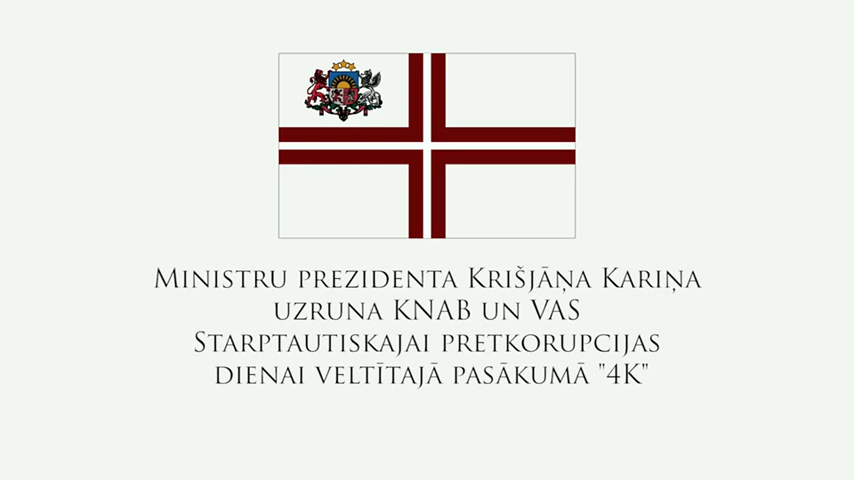 Ministru prezidenta Krišjāņa Kariņa
uzruna KNAB un VAS
Starptautiskajai pretkorupcijas
dienai veltītajā pasākumā "4K"